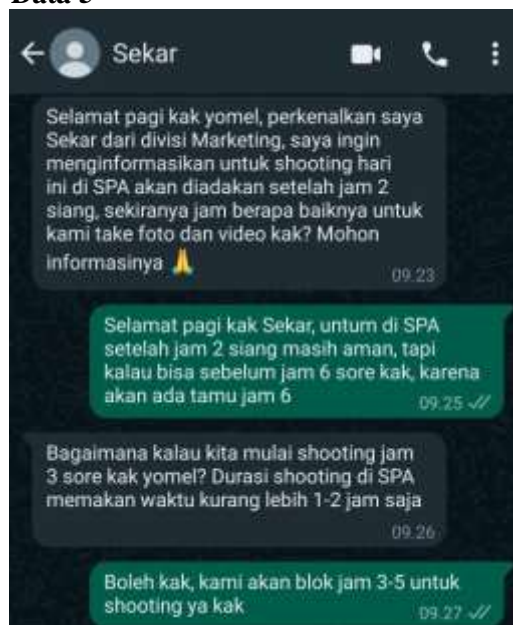 Sekar
Selamat pagi kak yomel, perkenalkan saya
Sekar dari divisi Marketing, saya ingin
menginformasikan untuk shooting hari
ini di SPA akan diadakan setelah jam 2
siang, sekiranya jam berapa baiknya untuk
kami take foto dan video kak? Mohon
informasinya 🙏
09.23
Selamat pagi kak Sekar, untum di SPA
setelah jam 2 siang masih aman, tapi
kalau bisa sebelum jam 6 sore kak, karena
akan ada tamu jam 6
09.25
Bagaimana kalau kita mulai shooting jam
3 sore kak yomel? Durasi shooting di SPA
memakan waktu kurang lebih 1-2 jam saja
09.26
Boleh kak, kami akan blok jam 3-5 untuk
shooting ya kak
09.27